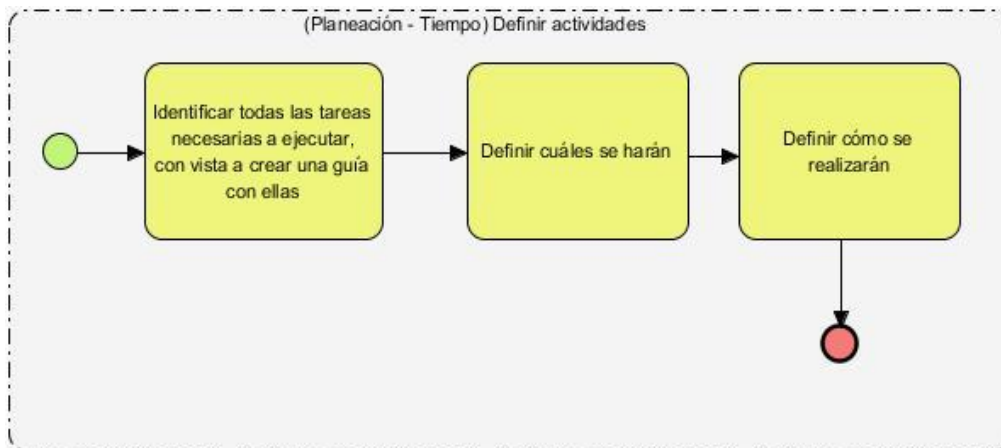 (Planeación - Tiempo) Definir actividades
Identificar todas las tareas
necesarias a ejecutar,
con vista a crear una guía
con ellas
Definir cuáles se harán
Definir cómo se
realizarán